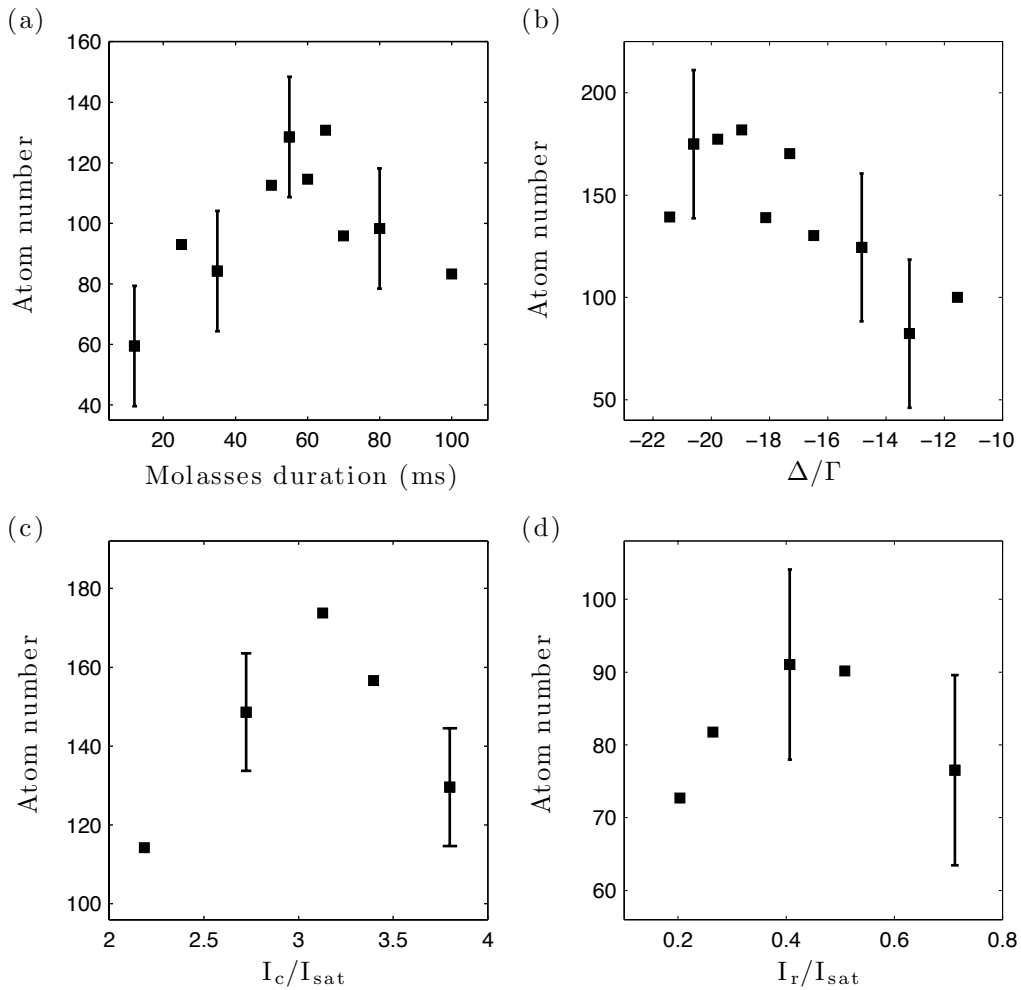 (a)
160
140
120
100
80
60
40
Atom number
20 40 60 80 100
Molasses duration (ms)
(b)
200
150
100
50
Atom number
−22 −20 −18 −16 −14 −12 −10
Δ/Γ
(c)
180
160
140
120
100
Atom number
2 2.5 3 3.5 4
I_c/I_sat
(d)
100
90
80
70
60
Atom number
0.2 0.4 0.6 0.8
I_r/I_sat